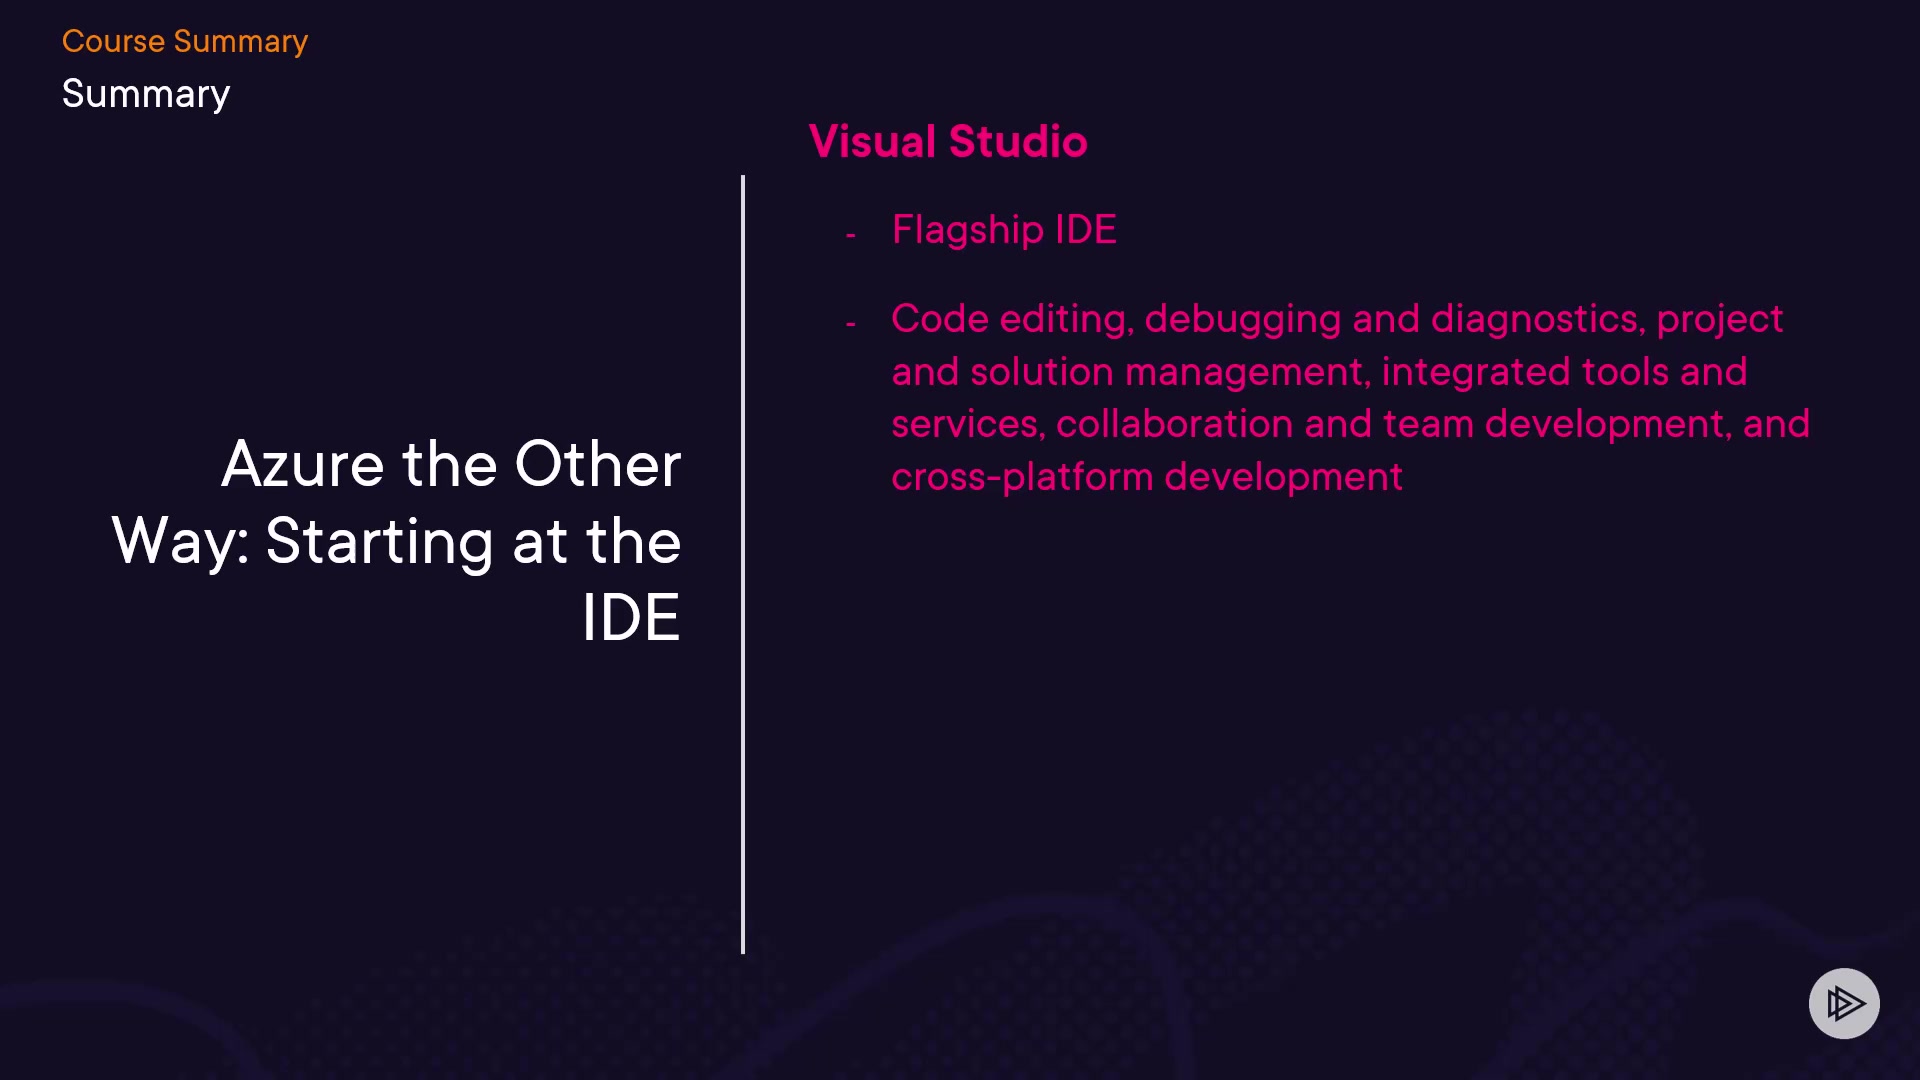 Course Summary
Summary
Azure the Other
Way: Starting at the
IDE
Visual Studio
- Flagship IDE
- Code editing, debugging and diagnostics, project
and solution management, integrated tools and
services, collaboration and team development, and
cross-platform development